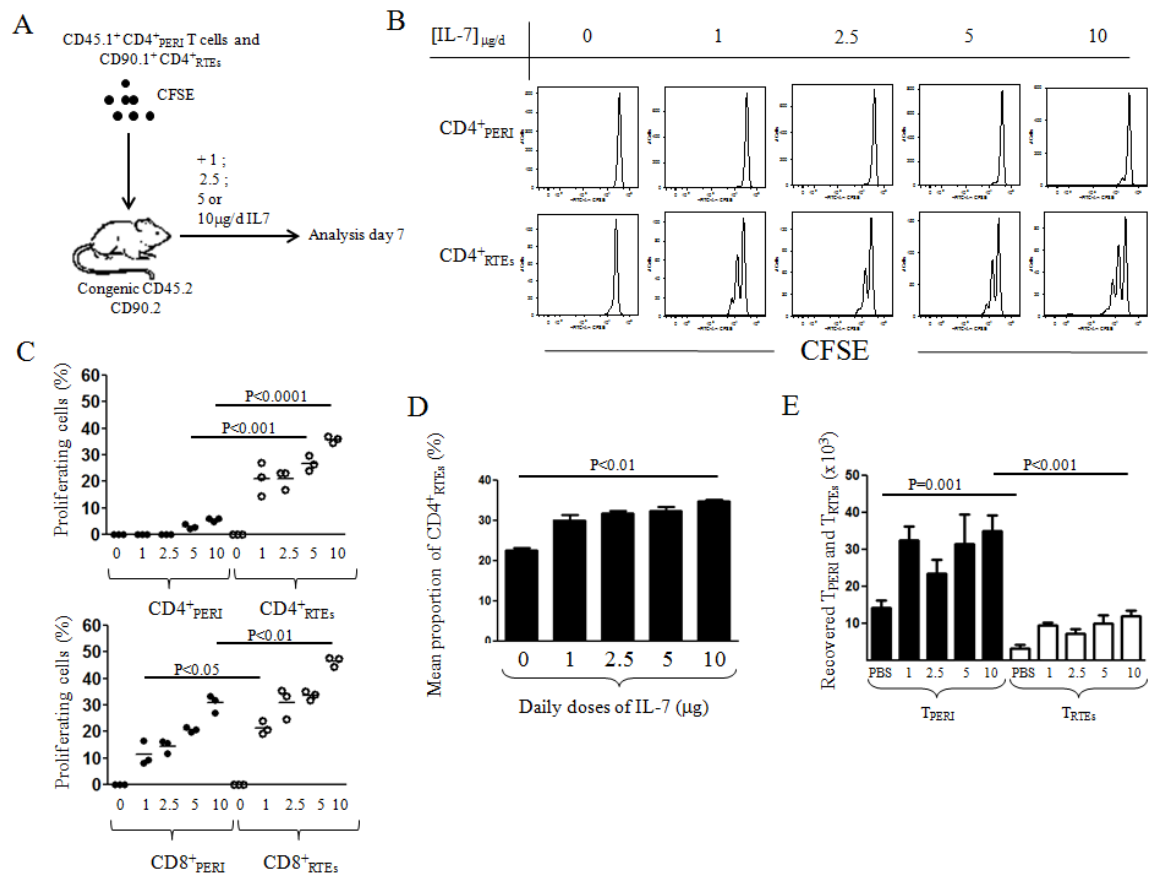 A
CD45.1+ CD4+PERI T cells and
CD90.1+ CD4+RTEs
CFSE
+ 1 ;
2.5 ;
5 or
10μg/d IL7
Analysis day 7
Congenic CD45.2
CD90.2
B
[IL-7] μg/d 0 1 2.5 5 10
CD4+PERI
CD4+RTEs
CFSE
C
Proliferating cells (%)
60
50
40
30
20
10
0
P<0.0001
P<0.001
0 1 2.5 5 10 0 1 2.5 5 10
CD4+PERI CD4+RTEs
Proliferating cells (%)
60
50
40
30
20
10
0
P<0.01
P<0.05
0 1 2.5 5 10 0 1 2.5 5 10
CD8+PERI CD8+RTEs
D
Mean proportion of CD4+RTEs (%)
40
30
20
10
0
P<0.01
0 1 2.5 5 10
Daily doses of IL-7 (μg)
E
Recovered TPERI and TRTEs (x 10³)
50
40
30
20
10
P<0.001
P=0.001
PBS 1 2.5 5 10 PBS 1 2.5 5 10
TPERI TRTEs